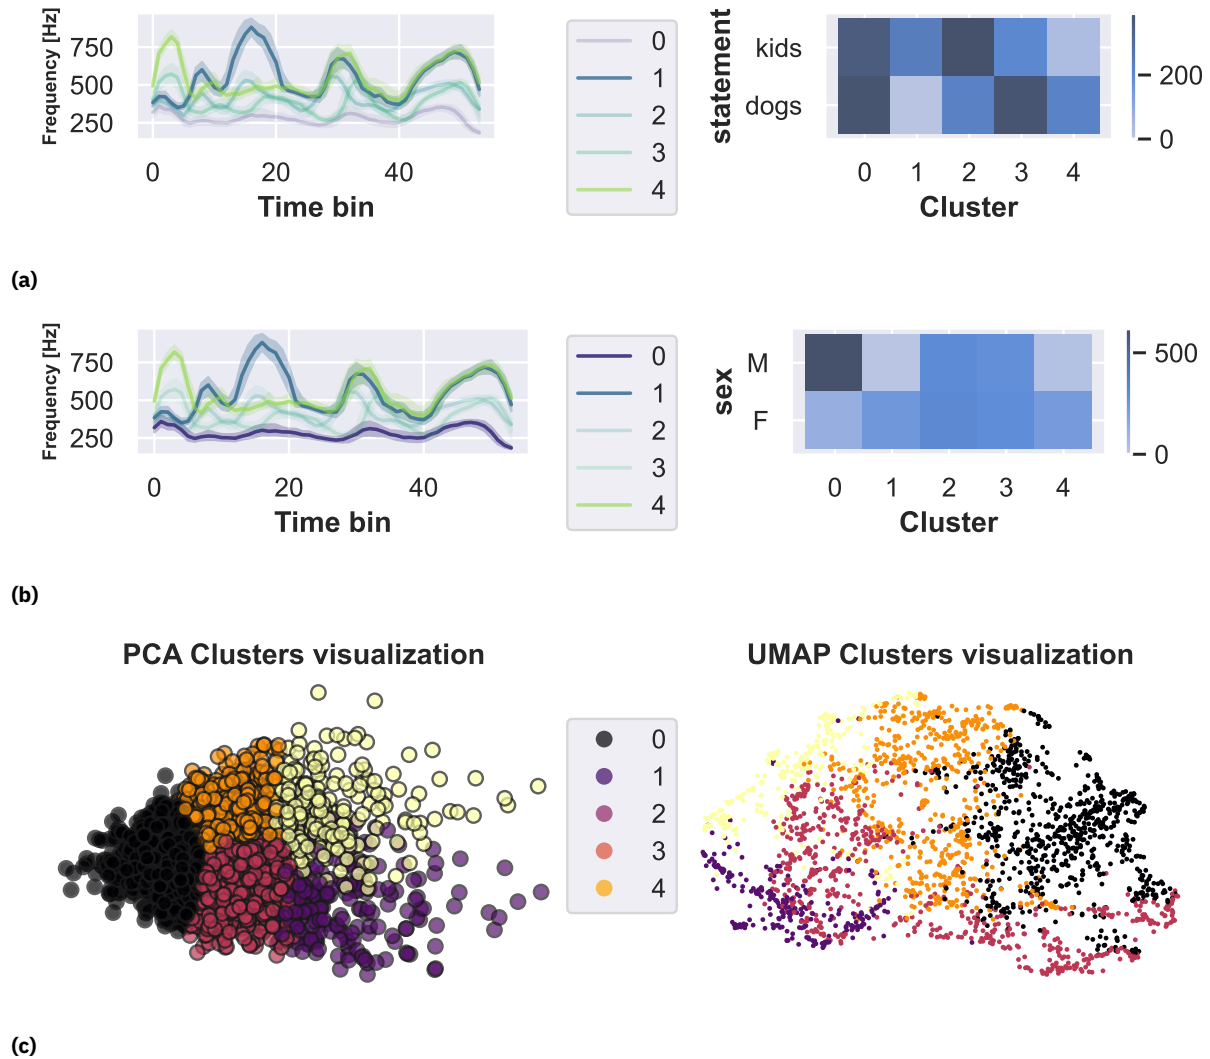 Frequency [Hz]
750
500
250
0 20 40
Time bin
0
1
2
3
4
statement
kids
dogs
0 1 2 3 4
Cluster
200
0
(a)
Frequency [Hz]
750
500
250
0 20 40
Time bin
0
1
2
3
4
sex
M
F
0 1 2 3 4
Cluster
500
0
(b)
PCA Clusters visualization
0
1
2
3
4
UMAP Clusters visualization
(c)